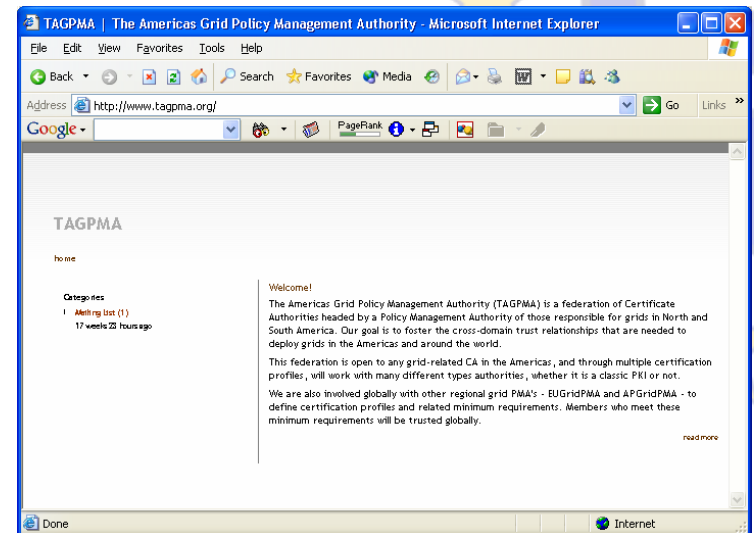 TAGPMA | The Americas Grid Policy Management Authority - Microsoft Internet Explorer
File Edit View Favorites Tools Help
Back Search Favorites Media
Address http://www.tagpma.org/ Go Links »
Google PageRank
TAGPMA
home
Categories
Mailing List (1)
17 weeks 23 hours ago
Welcome!
The Americas Grid Policy Management Authority (TAGPMA) is a federation of Certificate
Authorities headed by a Policy Management Authority of those responsible for grids in North and
South America. Our goal is to foster the cross-domain trust relationships that are needed to
deploy grids in the Americas and around the world.
This federation is open to any grid-related CA in the Americas, and through multiple certification
profiles, will work with many different types authorities, whether it is a classic PKI or not.
We are also involved globally with other regional grid PMA's - EUGridPMA and APGridPMA - to
define certification profiles and related minimum requirements. Members who meet these
minimum requirements will be trusted globally.
read more
Done Internet